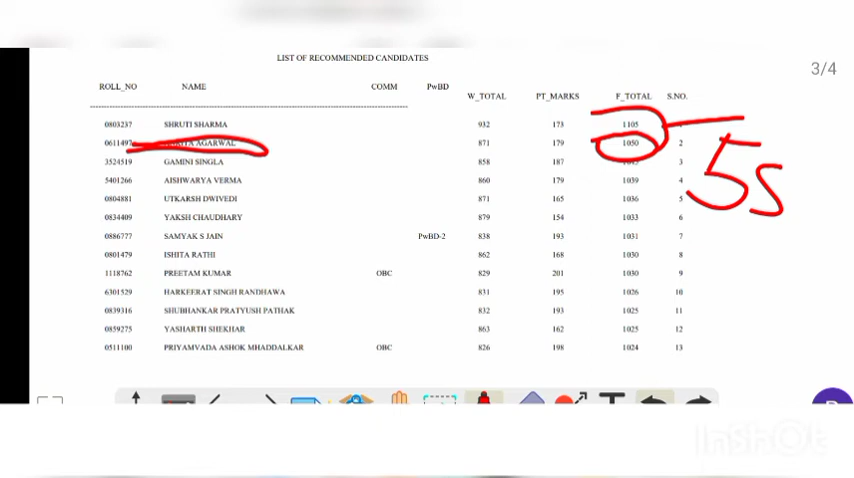 LIST OF RECOMMENDED CANDIDATES
3/4
ROLL_NO NAME COMM PwBD W_TOTAL PT_MARKS F_TOTAL S.NO.
0803237 SHRUTI SHARMA 932 173 1105
AGARWAL 871 179 1050 2
3524519 GAMINI SINGLA 858 187 3
5401266 AISHWARYA VERMA 860 179 1039 4
0804881 UTKARSH DWIVEDI 871 165 1036 5
0834409 YAKSH CHAUDHARY 879 154 1033 6
0886777 SAMYAK S JAIN PwBD-2 838 193 1031 7
0801479 ISHITA RATHI 862 168 1030 8
1118762 PREETAM KUMAR OBC 829 201 1030 9
6301529 HARKEERAT SINGH RANDHAWA 831 195 1026 10
0839316 SHUBHANKAR PRATYUSH PATHAK 832 193 1025 11
0859275 YASHARTH SHEKHAR 863 162 1025 12
0511100 PRIYAMVADA ASHOK MHADDALKAR OBC 826 198 1024 13
55
InShOt